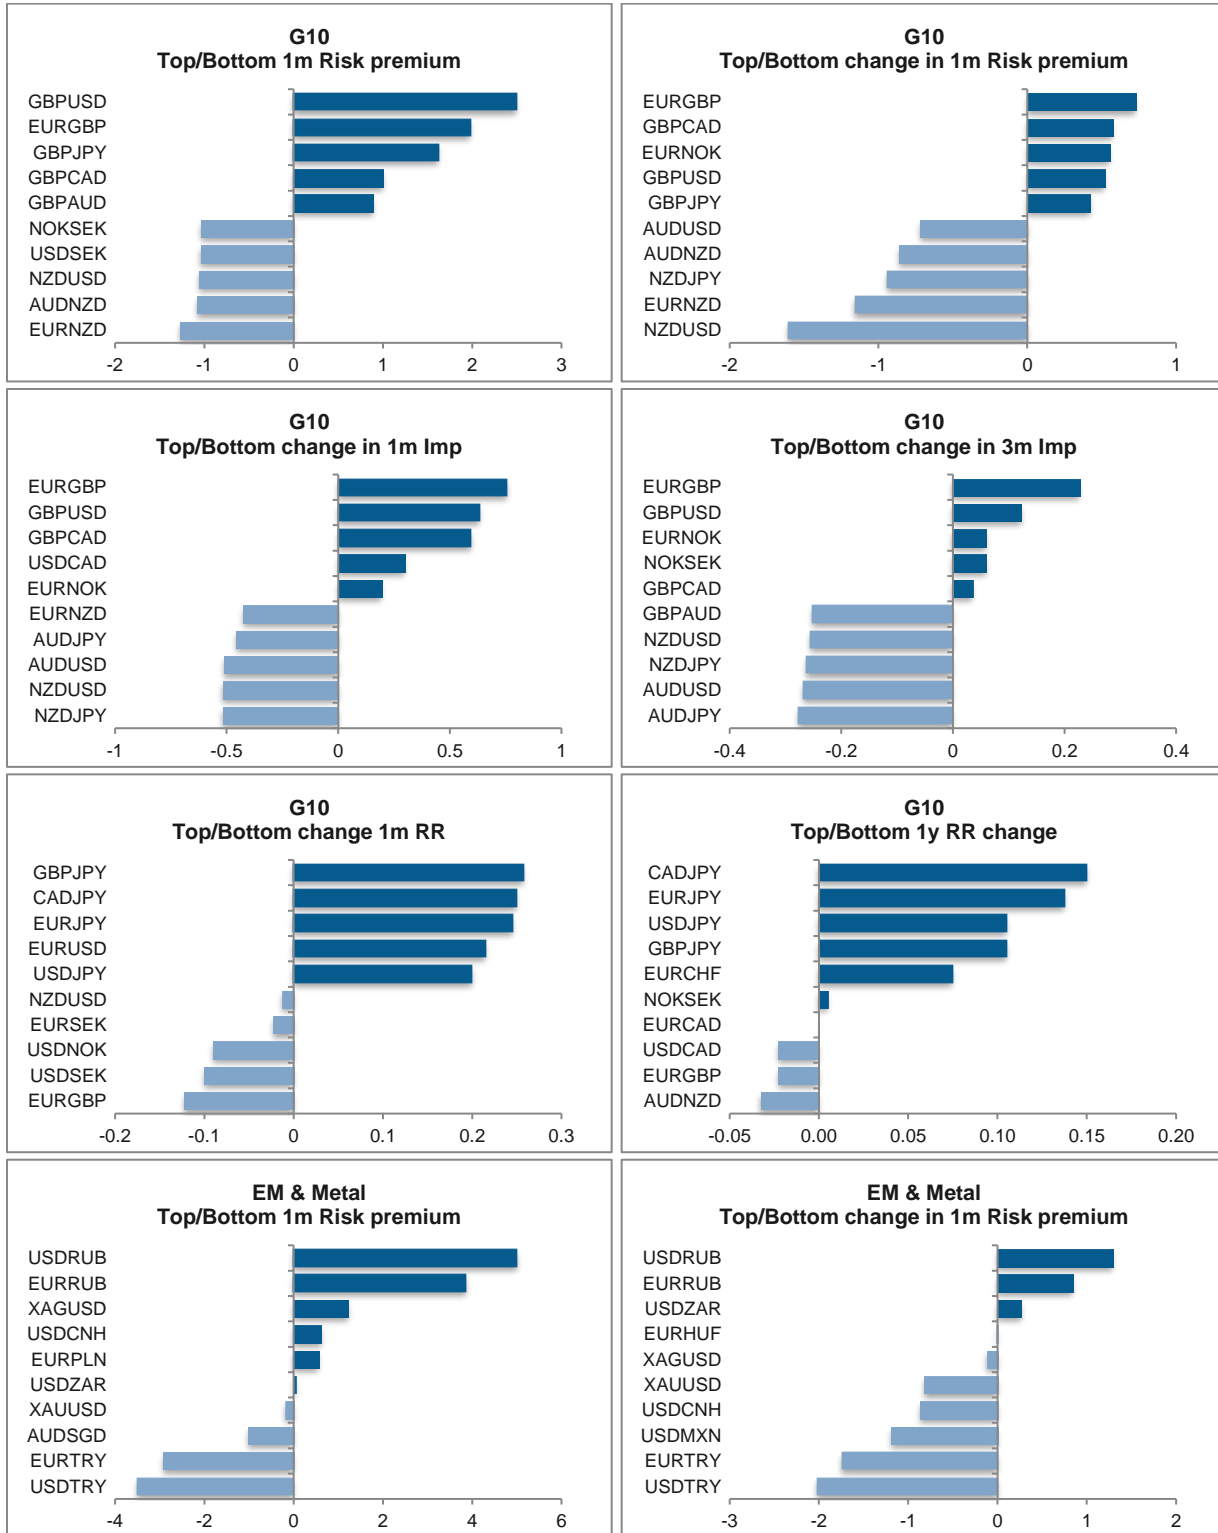 G10
Top/Bottom 1m Risk premium
GBPUSD
EURGBP
GBPJPY
GBPCAD
GBPAUD
NOKSEK
USDSEK
NZDUSD
AUDNZD
EURNZD
-2 -1 0 1 2 3
G10
Top/Bottom change in 1m Risk premium
EURGBP
GBPCAD
EURNOK
GBPUSD
GBPJPY
AUDUSD
AUDNZD
NZDJPY
EURNZD
NZDUSD
-2 -1 0 1
G10
Top/Bottom change in 1m Imp
EURGBP
GBPUSD
GBPCAD
USDCAD
EURNOK
EURNZD
AUDJPY
AUDUSD
NZDUSD
NZDJPY
-1 -0.5 0 0.5 1
G10
Top/Bottom change in 3m Imp
EURGBP
GBPUSD
EURNOK
NOKSEK
GBPCAD
GBPAUD
NZDUSD
NZDJPY
AUDUSD
AUDJPY
-0.4 -0.2 0 0.2 0.4
G10
Top/Bottom change 1m RR
GBPJPY
CADJPY
EURJPY
EURUSD
USDJPY
NZDUSD
EURSEK
USDNOK
USDSEK
EURGBP
-0.2 -0.1 0 0.1 0.2 0.3
G10
Top/Bottom 1y RR change
CADJPY
EURJPY
USDJPY
GBPJPY
EURCHF
NOKSEK
EURCAD
USDCAD
EURGBP
AUDNZD
-0.05 0.00 0.05 0.10 0.15 0.20
EM & Metal
Top/Bottom 1m Risk premium
USDRUB
EURRUB
XAGUSD
USDCNH
EURPLN
USDZAR
XAUUSD
AUDSGD
EURTRY
USDTRY
-4 -2 0 2 4 6
EM & Metal
Top/Bottom change in 1m Risk premium
USDRUB
EURRUB
USDZAR
EURHUF
XAGUSD
XAUUSD
USDCNH
USDMXN
EURTRY
USDTRY
-3 -2 -1 0 1 2